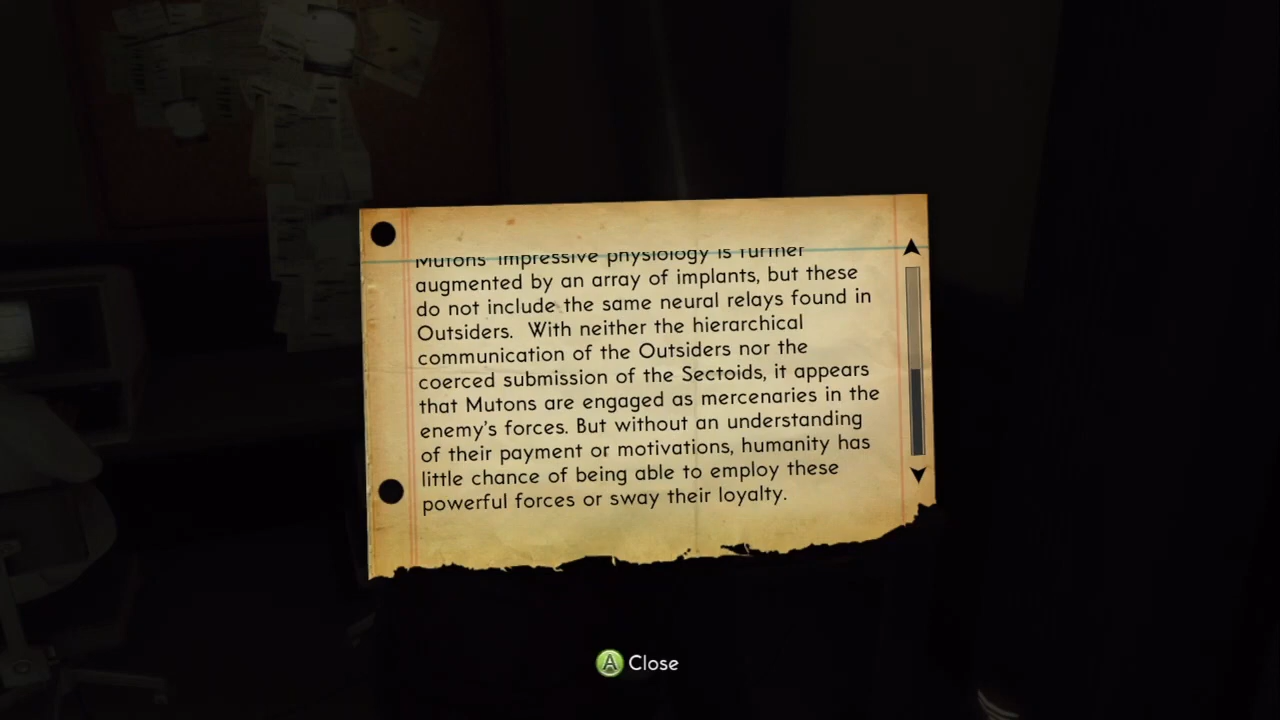 Mutons' impressive physiology is further
augmented by an array of implants, but these
do not include the same neural relays found in
Outsiders.  With neither the hierarchical
communication of the Outsiders nor the
coerced submission of the Sectoids, it appears
that Mutons are engaged as mercenaries in the
enemy's forces. But without an understanding
of their payment or motivations, humanity has
little chance of being able to employ these
powerful forces or sway their loyalty.
A Close